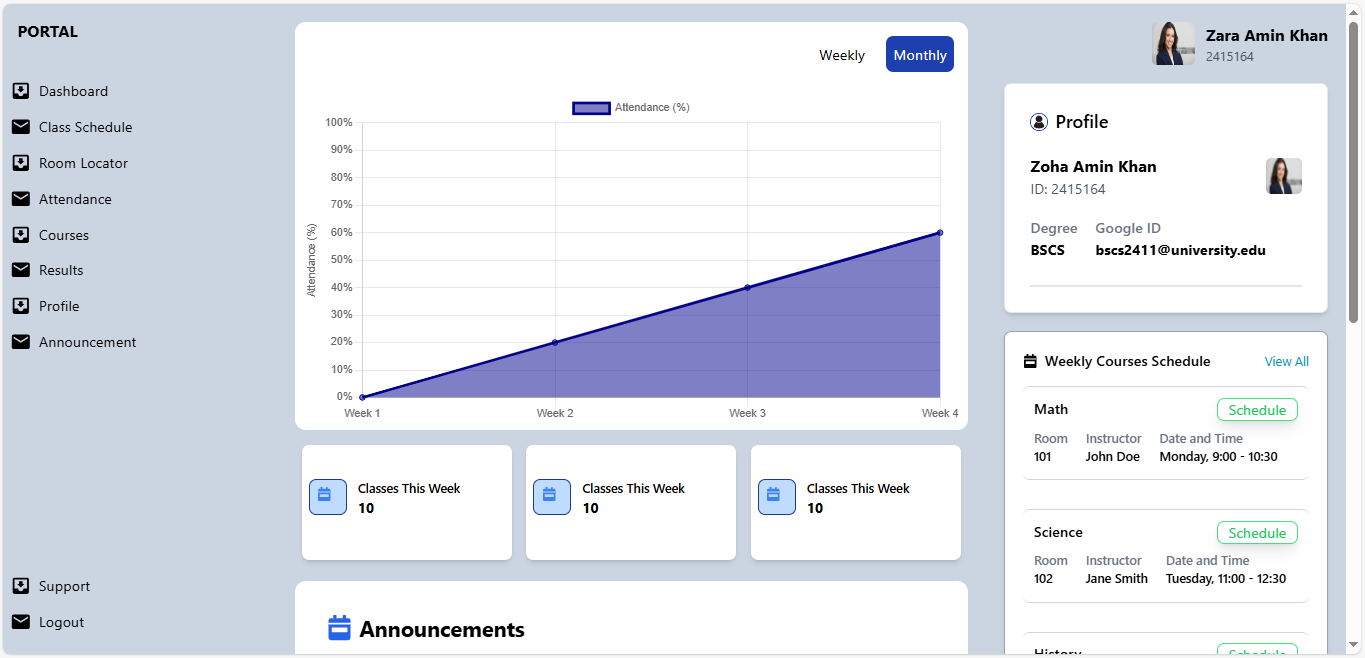 PORTAL
Dashboard
Class Schedule
Room Locator
Attendance
Courses
Results
Profile
Announcement
Support
Logout
Weekly Monthly
Attendance (%)
Attendance (%)
100%
90%
80%
70%
60%
50%
40%
30%
20%
10%
0%
Week 1 Week 2 Week 3 Week 4
Classes This Week
10
Classes This Week
10
Classes This Week
10
Announcements
Zara Amin Khan
2415164
Profile
Zoha Amin Khan
ID: 2415164
Degree Google ID
BSCS bscs2411@university.edu
Weekly Courses Schedule View All
Math Schedule
Room Instructor Date and Time
101 John Doe Monday, 9:00 - 10:30
Science Schedule
Room Instructor Date and Time
102 Jane Smith Tuesday, 11:00 - 12:30
History Schedule